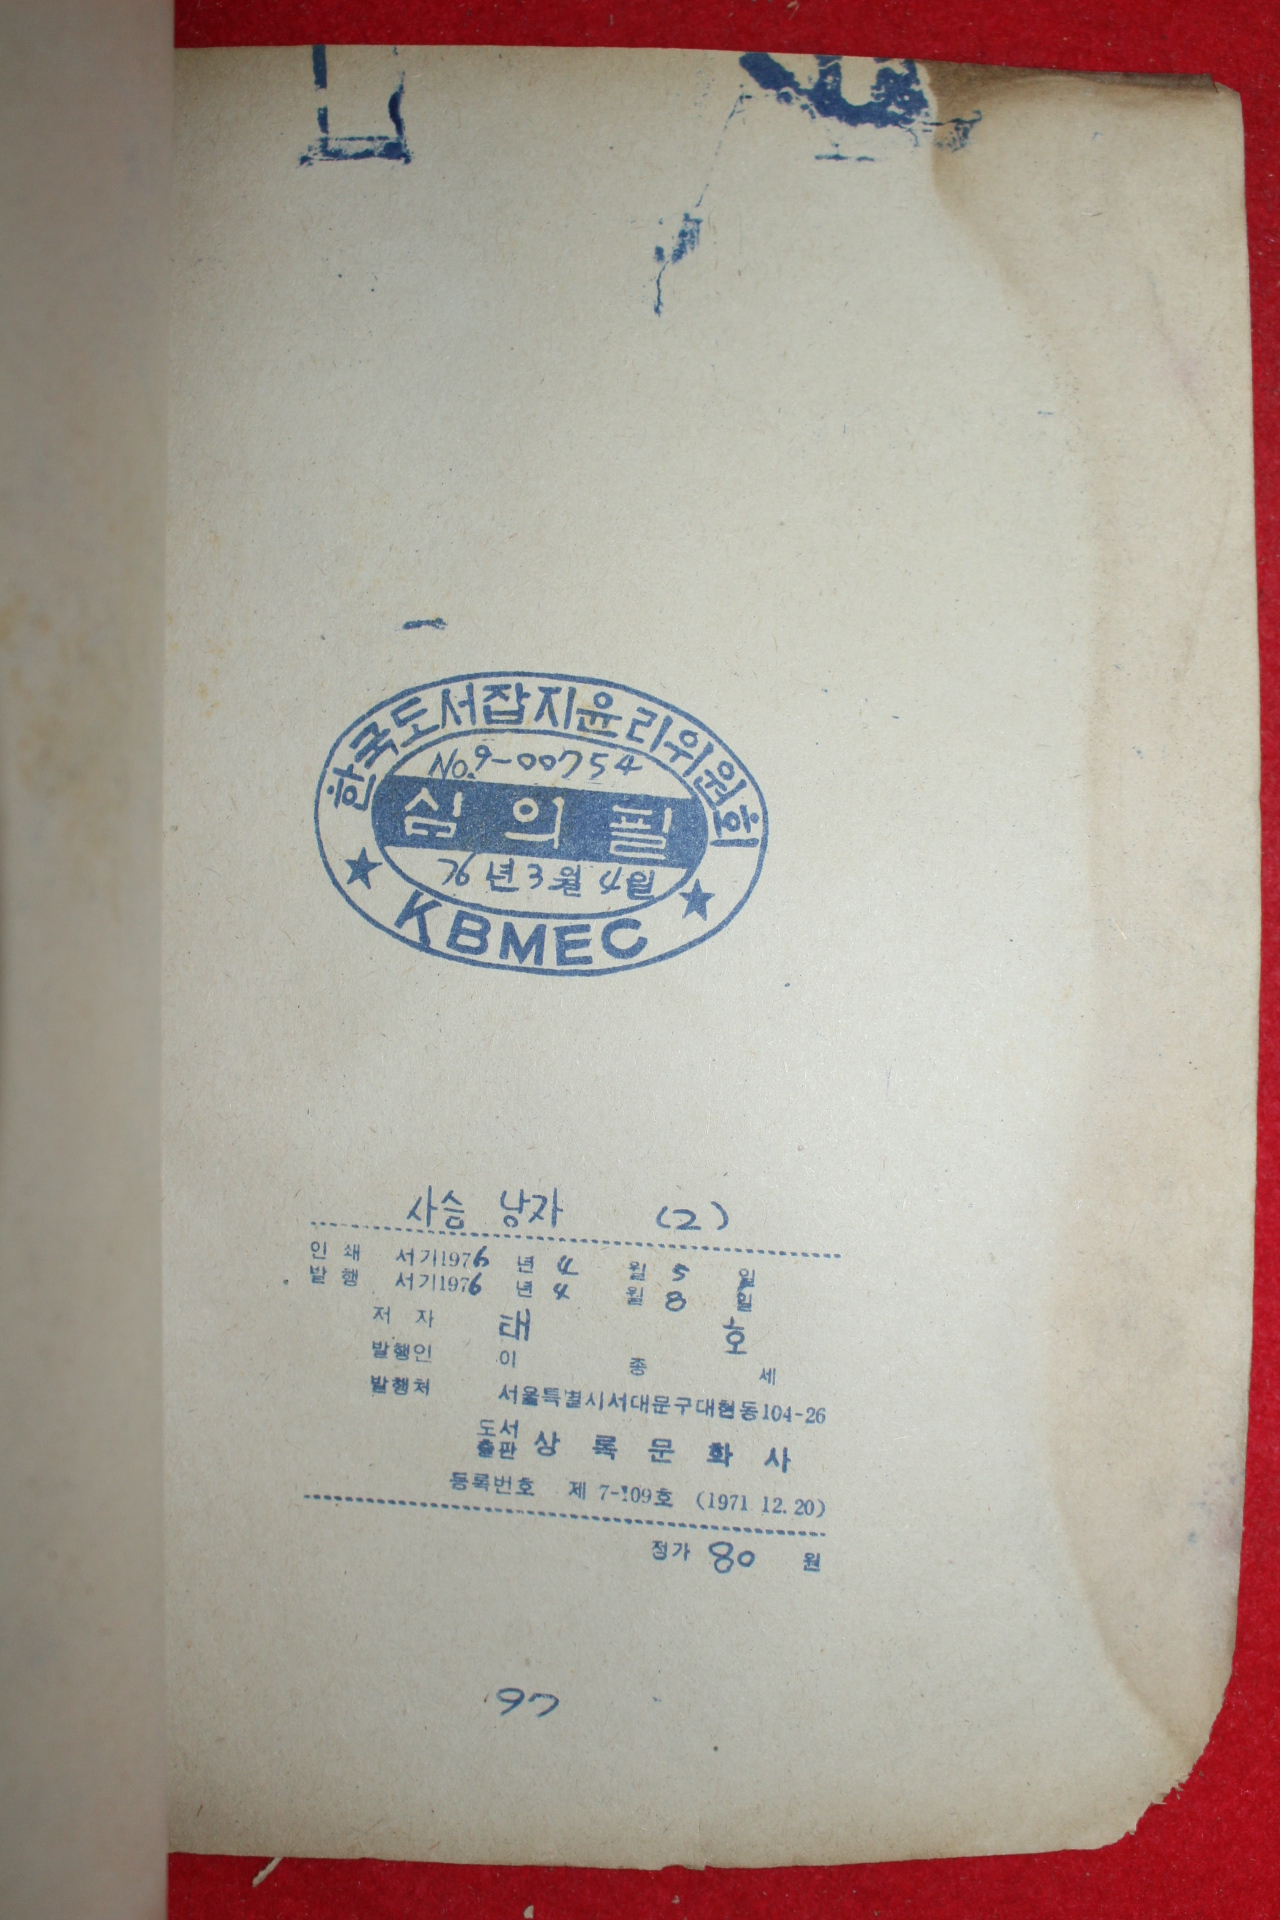 한국도서잡지윤리위원회
No.9-00754
심의필
76년 3월 4일
★ KBMEC ★
사슴 낭자 (2)
인쇄 서기1976년 4월 5일
발행 서기1976년 4월 8일
저자 태호
발행인 이종세
발행처 서울특별시서대문구대현동104-26
도서출판 상록문화사
등록번호 제 7-109호 (1971. 12. 20)
정가 80 원
97